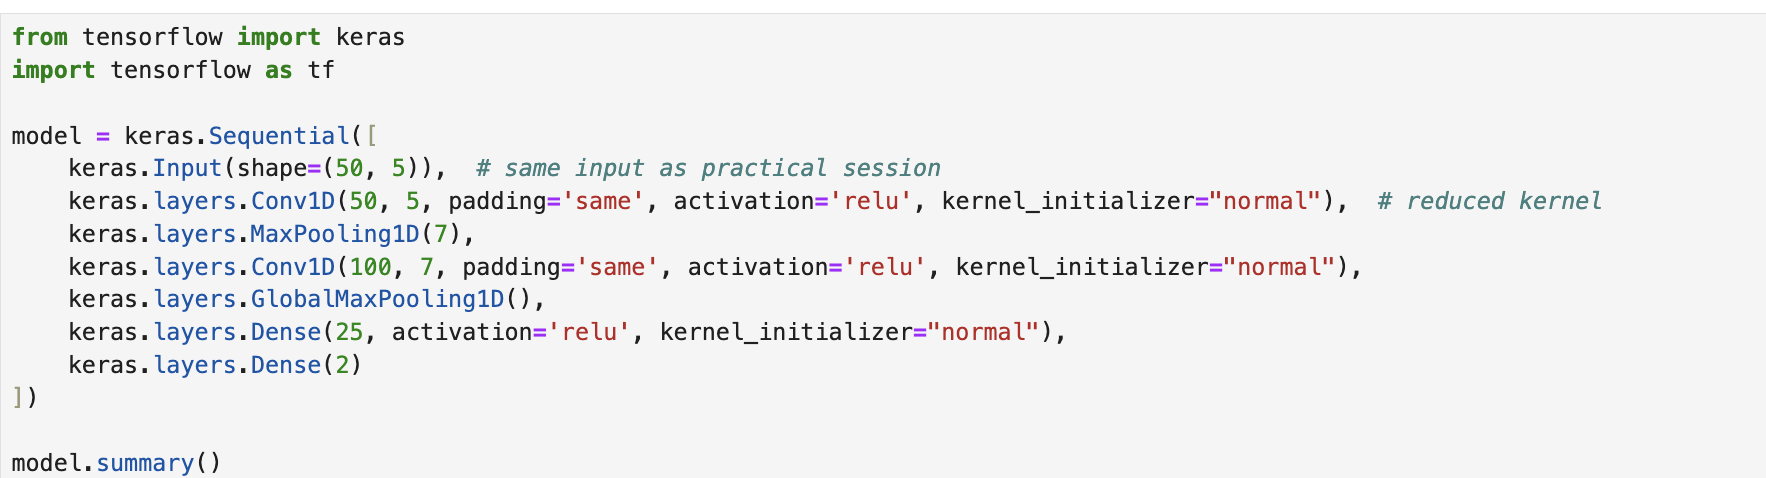 from tensorflow import keras
import tensorflow as tf

model = keras.Sequential([
    keras.Input(shape=(50, 5)),  # same input as practical session
    keras.layers.Conv1D(50, 5, padding='same', activation='relu', kernel_initializer="normal"),  # reduced kernel
    keras.layers.MaxPooling1D(7),
    keras.layers.Conv1D(100, 7, padding='same', activation='relu', kernel_initializer="normal"),
    keras.layers.GlobalMaxPooling1D(),
    keras.layers.Dense(25, activation='relu', kernel_initializer="normal"),
    keras.layers.Dense(2)
])

model.summary()